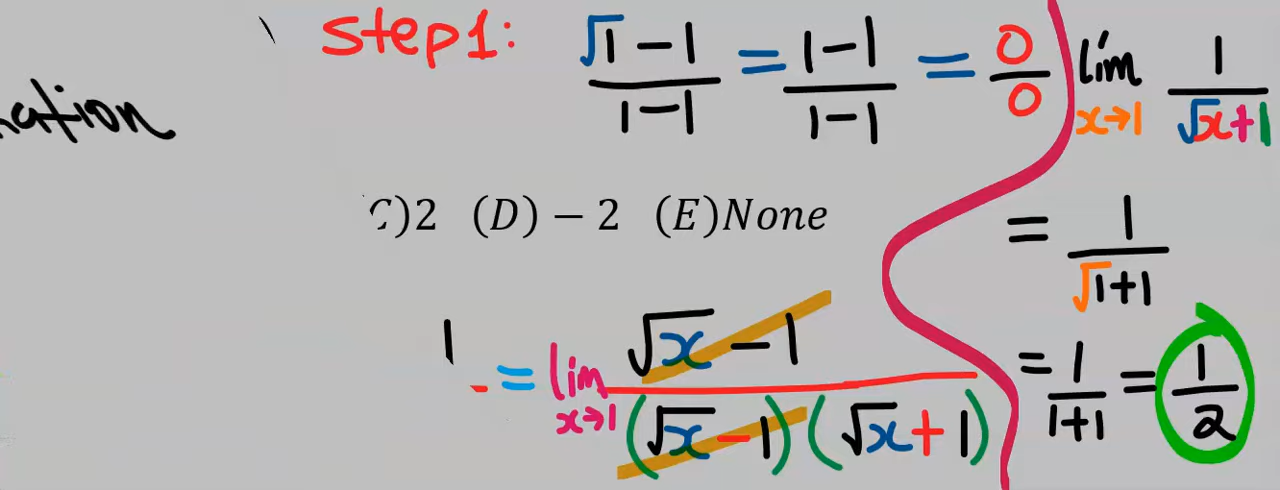 step1: √1-1/1-1 = 1-1/1-1 = 0/0
C)2 (D) - 2 (E)None
= lim x→1 √x-1/(√x-1)(√x+1)
lim x→1 1/√x+1
= 1/√1+1
= 1/1+1 = 1/2